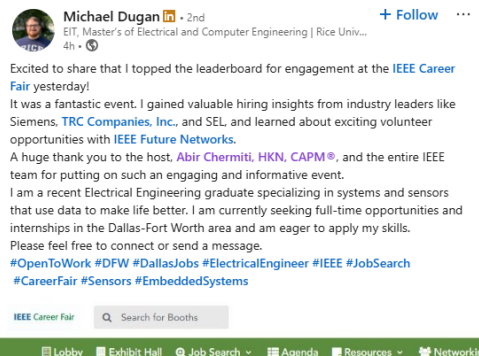 Michael Dugan in • 2nd
+ Follow ...
EIT, Master's of Electrical and Computer Engineering | Rice Univ...
4h •
Excited to share that I topped the leaderboard for engagement at the IEEE Career
Fair yesterday!
It was a fantastic event. I gained valuable hiring insights from industry leaders like
Siemens, TRC Companies, Inc., and SEL, and learned about exciting volunteer
opportunities with IEEE Future Networks.
A huge thank you to the host, Abir Chermiti, HKN, CAPM®, and the entire IEEE
team for putting on such an engaging and informative event.
I am a recent Electrical Engineering graduate specializing in systems and sensors
that use data to make life better. I am currently seeking full-time opportunities and
internships in the Dallas-Fort Worth area and am eager to apply my skills.
Please feel free to connect or send a message.
#OpenToWork #DFW #DallasJobs #ElectricalEngineer #IEEE #JobSearch
#CareerFair #Sensors #EmbeddedSystems
IEEE Career Fair
Search for Booths
Lobby Exhibit Hall Job Search Agenda Resources Networkin